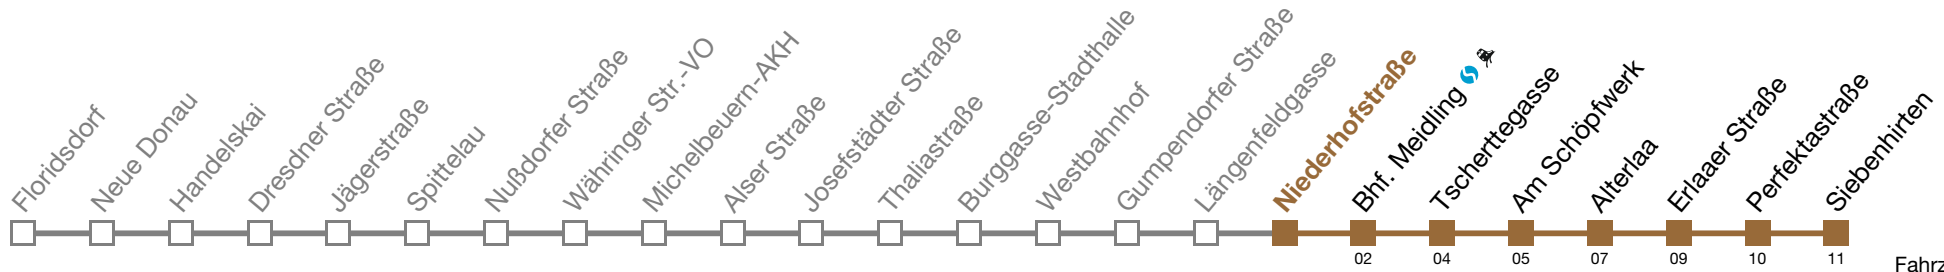 Floridsdorf
Neue Donau
Handelskai
Dresdner Straße
Jägerstraße
Spittelau
Nußdorfer Straße
Währinger Str.-VO
Michelbeuern-AKH
Alser Straße
Josefstädter Straße
Thaliastraße
Burggasse-Stadthalle
Westbahnhof
Gumpendorfer Straße
Längenfeldgasse
Niederhofstraße
Bhf. Meidling
Tscherttegasse
Am Schöpfwerk
Alterlaa
Erlaaer Straße
Perfektastraße
Siebenhirten
02 04 05 07 09 10 11
Fahrz